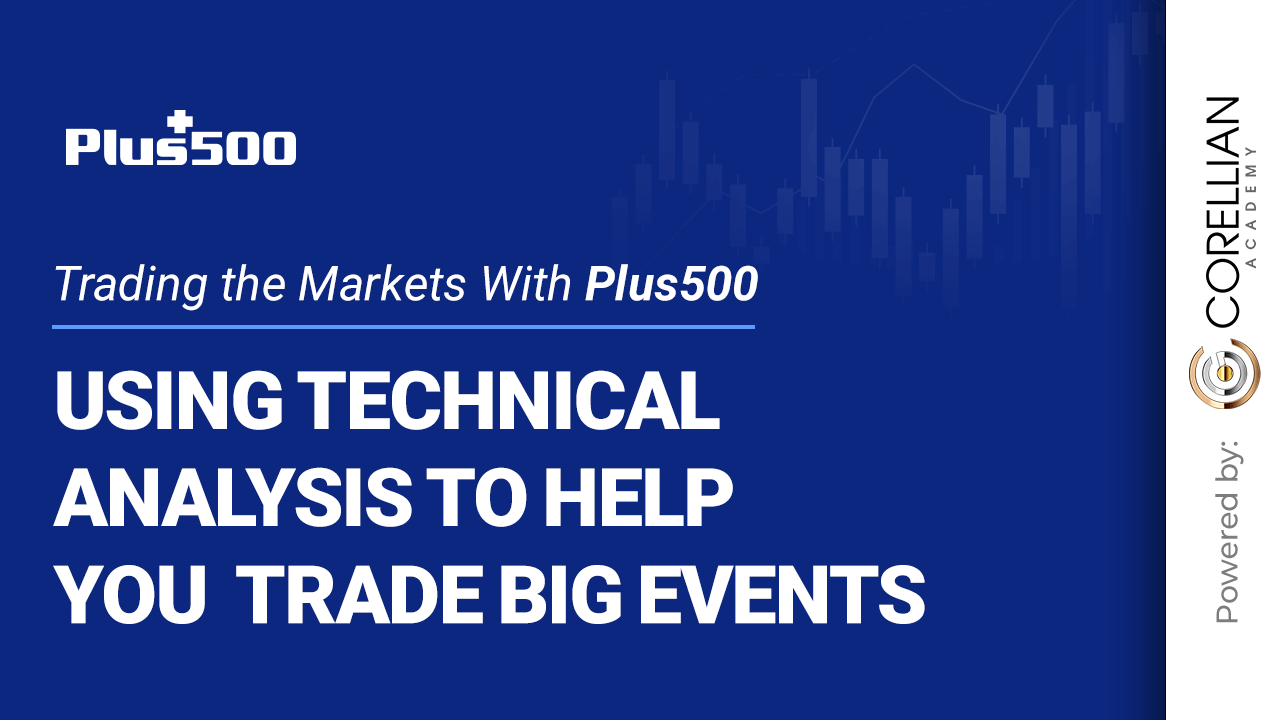 Plus500
Trading the Markets With Plus500
USING TECHNICAL
ANALYSIS TO HELP
YOU TRADE BIG EVENTS
Powered by:
CORELLIAN
ACADEMY